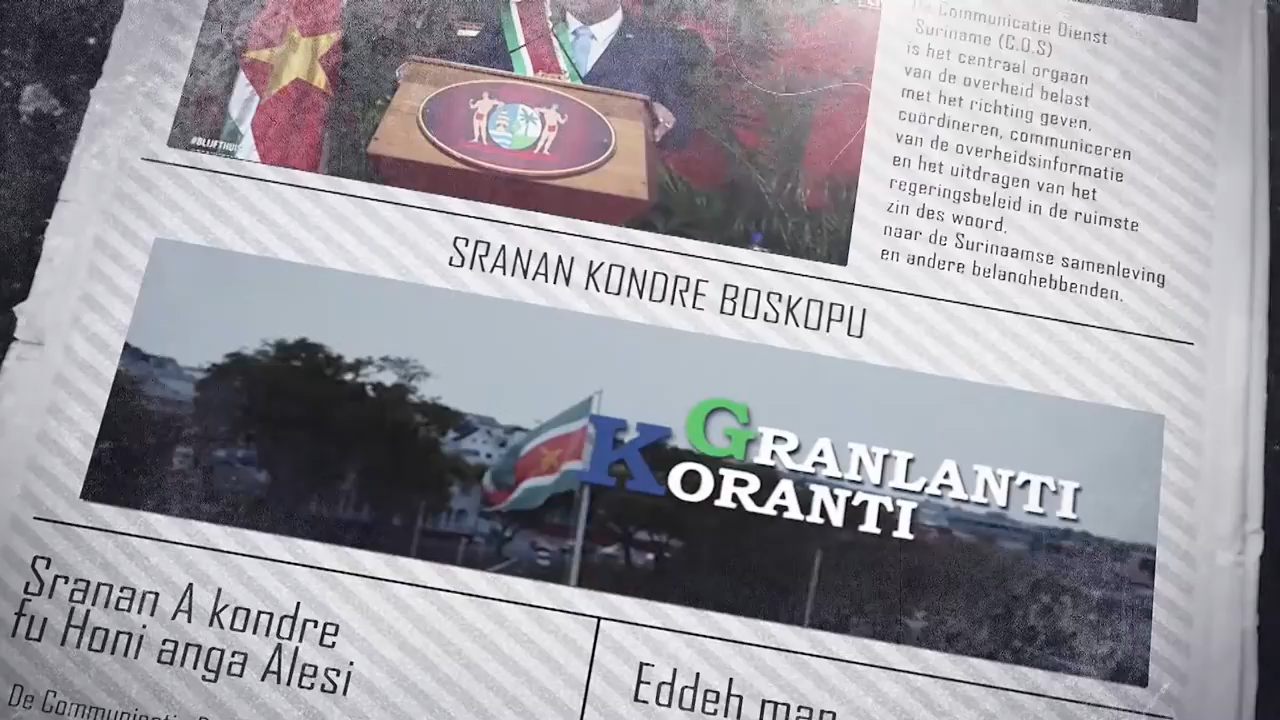 De Communicatie Dienst
Suriname (C.D.S)
is het centraal orgaan
van de overheid belast
met het richting geven,
coördineren, communiceren
van de overheidsinformatie
en het uitdragen van het
regeringsbeleid in de ruimste
zin des woord,
naar de Surinaamse samenleving
en andere belanghebbenden.
SRANAN KONDRE BOSKOPU
GRANLANTI
KORANTI
Sranan A kondre
fu Honi anga Alesi
De
Eddeh man